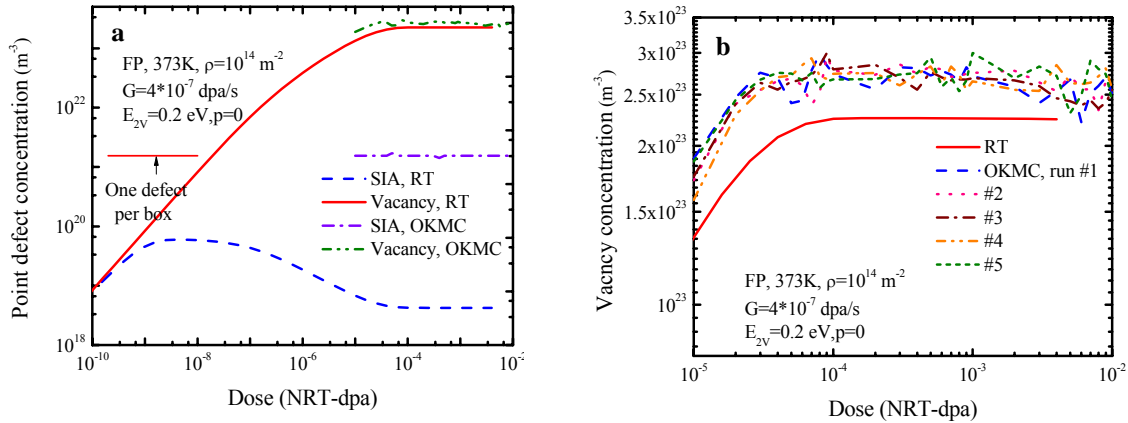 a
FP, 373K, ρ=10^14 m^-2
G=4*10^-7 dpa/s
E_2V=0.2 eV,p=0
One defect
per box
SIA, RT
Vacancy, RT
SIA, OKMC
Vacancy, OKMC
Point defect concentration (m^-3)
10^22
10^20
10^18
10^-10
10^-8
10^-6
10^-4
10^-2
Dose (NRT-dpa)
b
Vacncy concentration (m^-3)
3.5x10^23
3x10^23
2.5x10^23
2x10^23
1.5x10^23
10^23
RT
OKMC, run #1
#2
#3
#4
#5
FP, 373K, ρ=10^14 m^-2
G=4*10^-7 dpa/s
E_2V=0.2 eV,p=0
10^-5
10^-4
10^-3
10^-2
Dose (NRT-dpa)